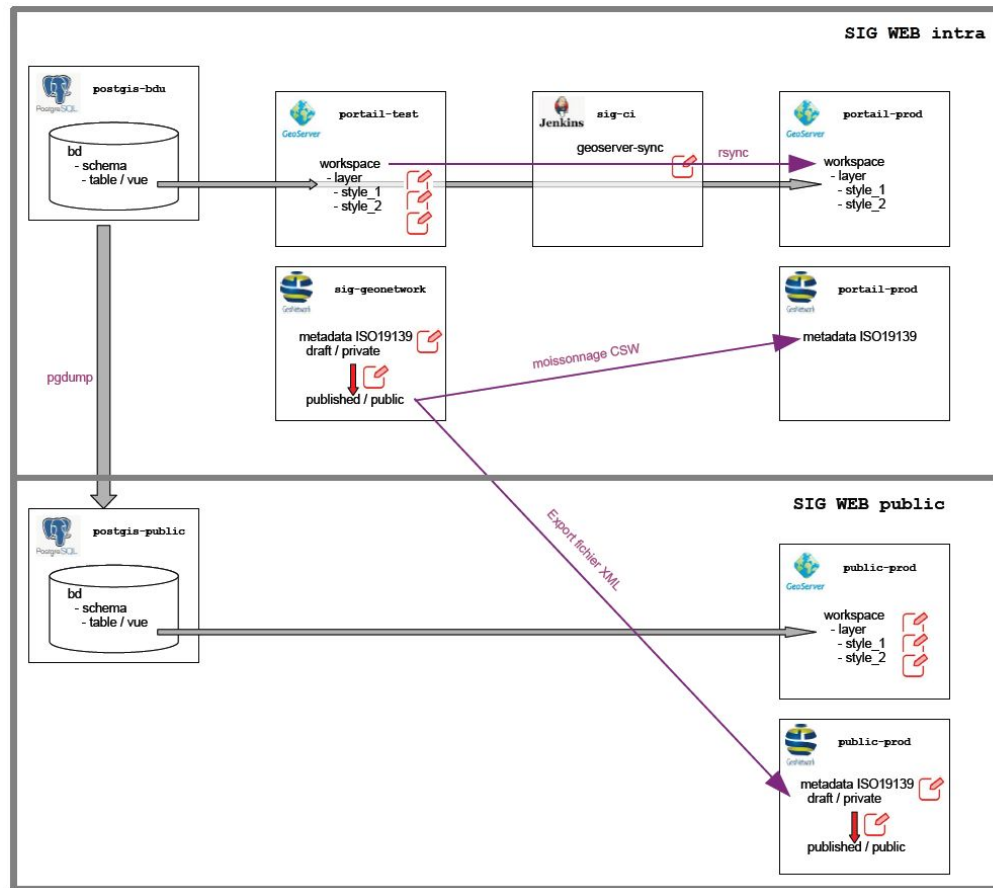 SIG WEB intra
PostgreSQL
postgis-bdu
bd
- schema
- table / vue
GeoServer
portail-test
workspace
- layer
- style_1
- style_2
Jenkins
sig-ci
geoserver-sync
rsync
GeoServer
portail-prod
workspace
- layer
- style_1
- style_2
GeoNetwork
sig-geonetwork
metadata ISO19139
draft / private
published / public
moissonnage CSW
GeoNetwork
portail-prod
metadata ISO19139
pgdump
SIG WEB public
Export fichier XML
PostgreSQL
postgis-public
bd
- schema
- table / vue
GeoServer
public-prod
workspace
- layer
- style_1
- style_2
GeoNetwork
public-prod
metadata ISO19139
draft / private
published / public